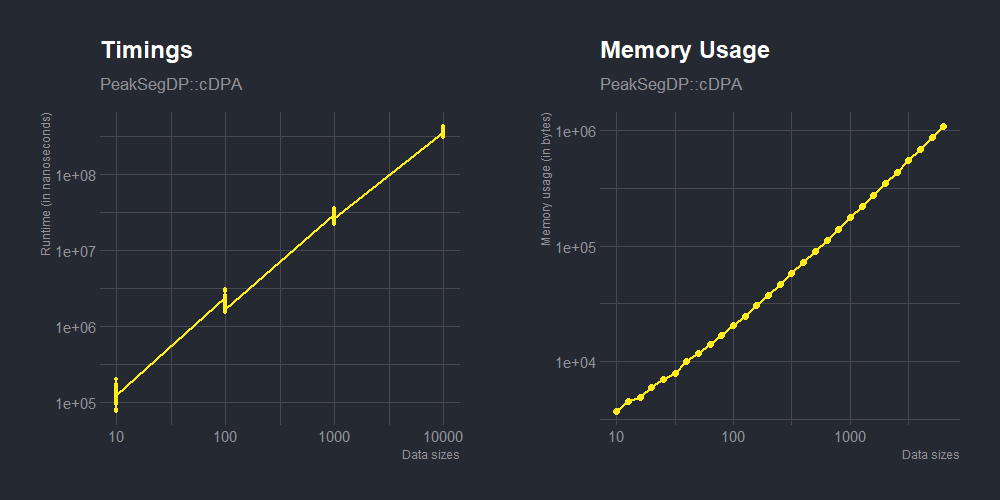 Timings
PeakSegDP::cDPA
Runtime (in nanoseconds)
1e+08
1e+07
1e+06
1e+05
10
100
1000
10000
Data sizes
Memory Usage
PeakSegDP::cDPA
Memory usage (in bytes)
1e+06
1e+05
1e+04
10
100
1000
Data sizes